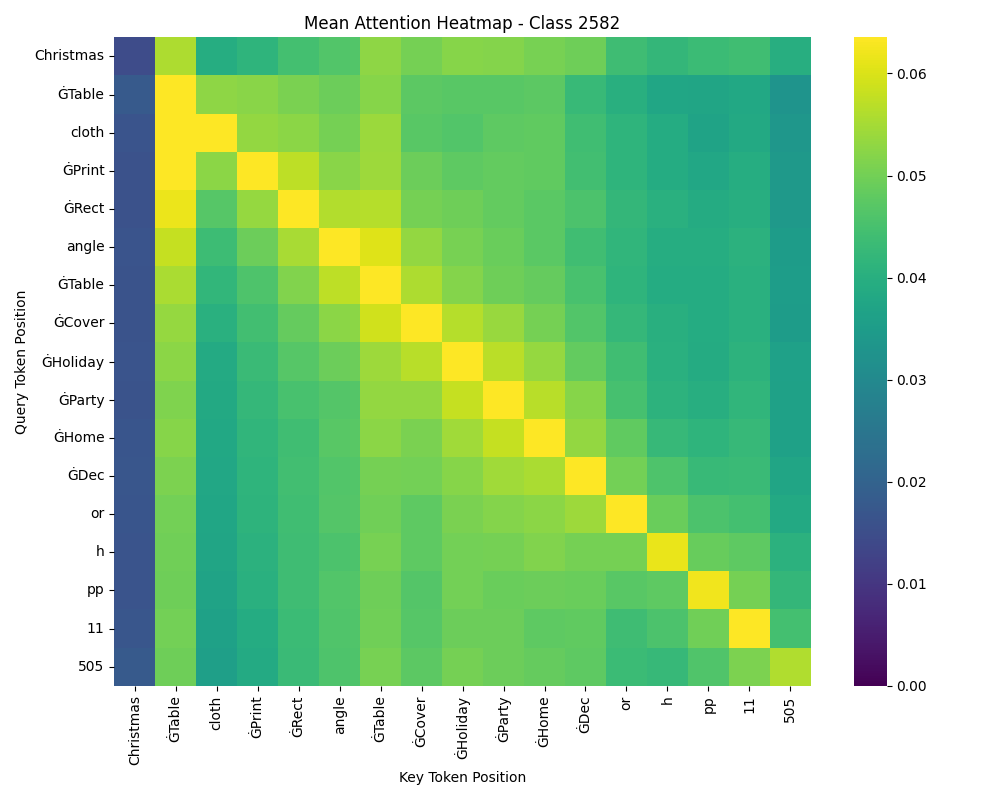 Mean Attention Heatmap - Class 2582
Query Token Position
Christmas
ĠTable
cloth
ĠPrint
ĠRect
angle
ĠTable
ĠCover
ĠHoliday
ĠParty
ĠHome
ĠDec
or
h
pp
11
505
Christmas
ĠTable
cloth
ĠPrint
ĠRect
angle
ĠTable
ĠCover
ĠHoliday
ĠParty
ĠHome
ĠDec
or
h
pp
11
505
Key Token Position
0.06
0.05
0.04
0.03
0.02
0.01
0.00